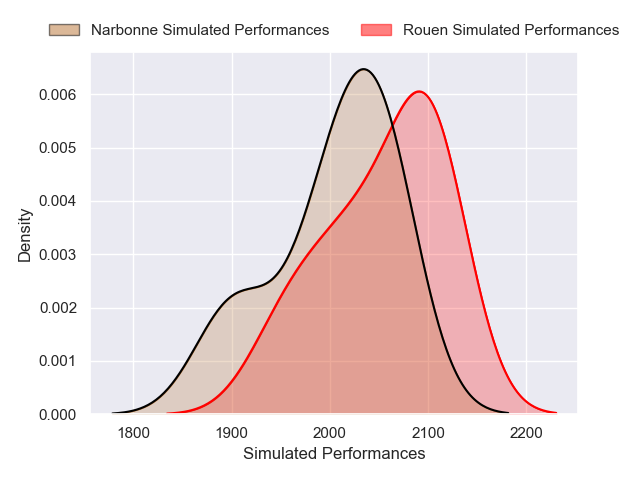 Narbonne Simulated Performances Rouen Simulated Performances
0.006
0.005
0.004
0.003
0.002
0.001
0.000
Density
1800 1900 2000 2100 2200
Simulated Performances